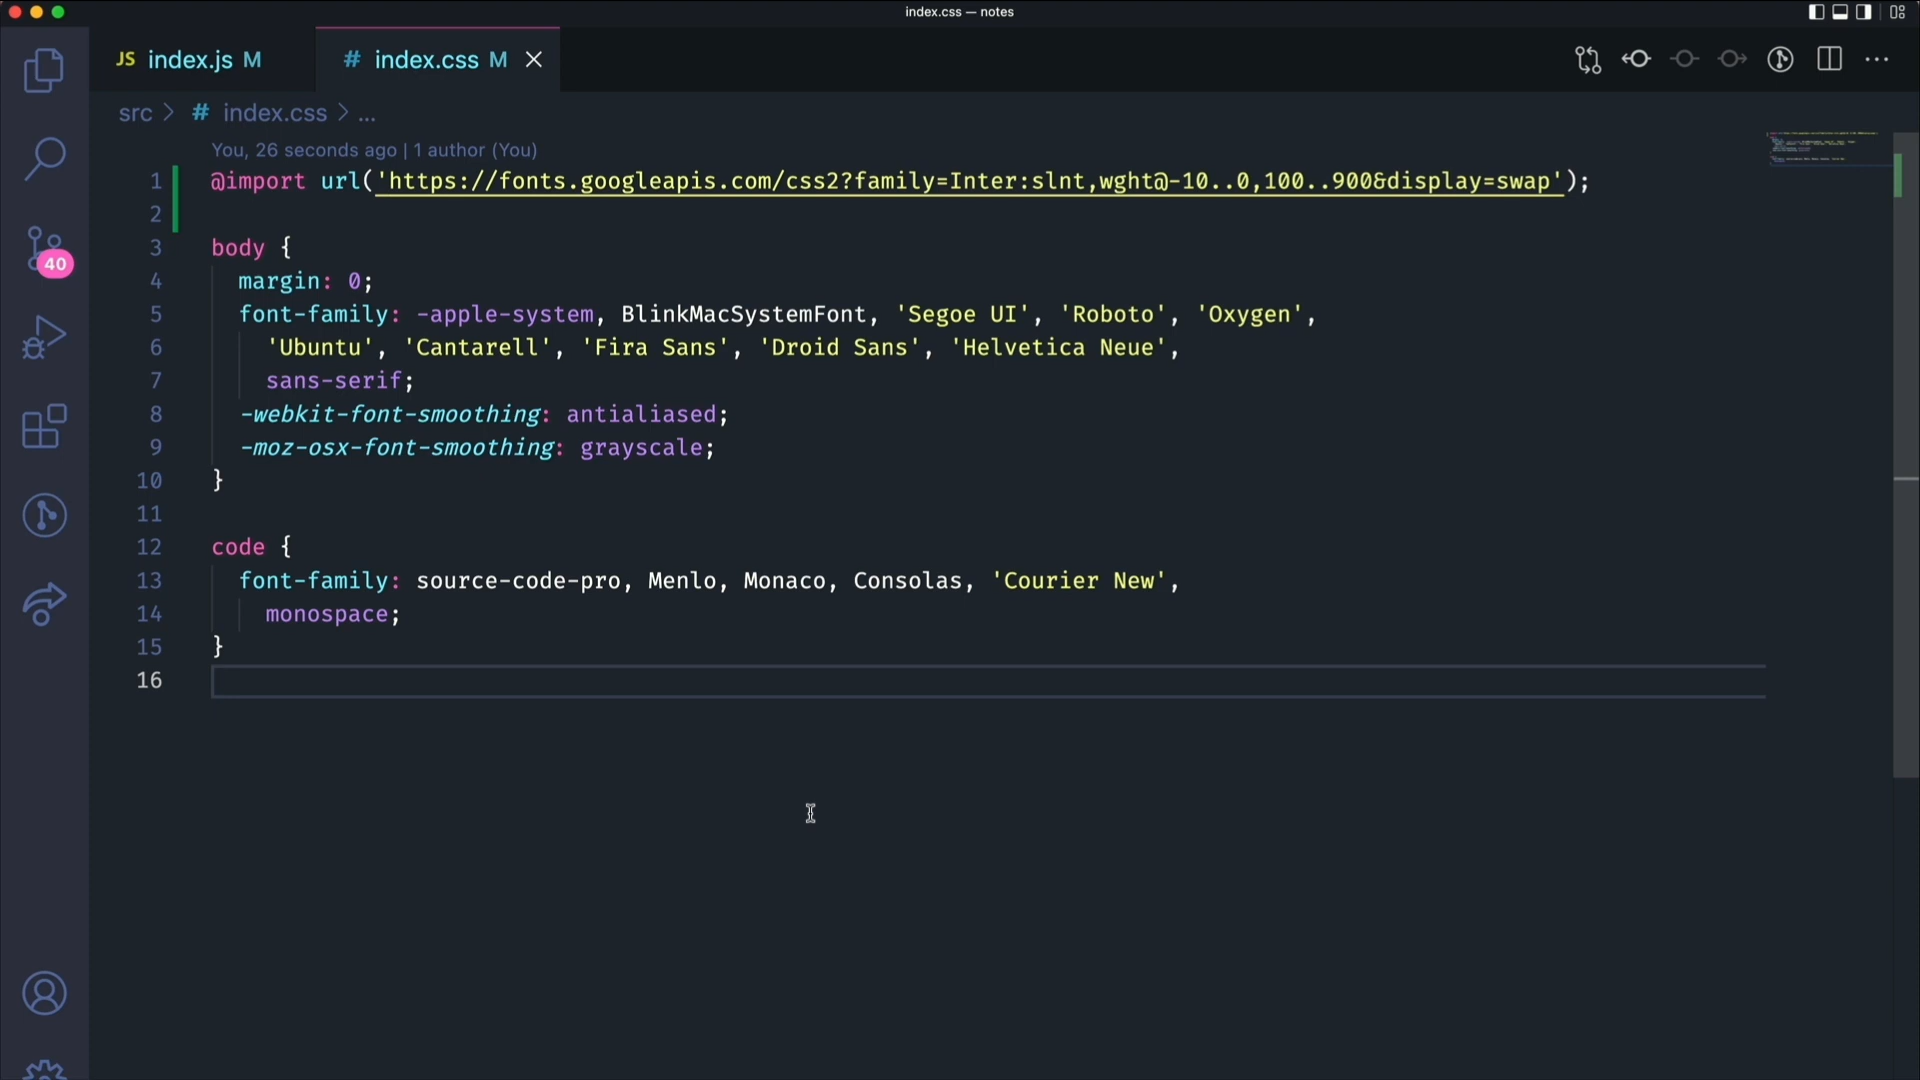 index.css — notes
JS index.js M
# index.css M
src > # index.css > ...
You, 26 seconds ago | 1 author (You)
1 @import url('https://fonts.googleapis.com/css2?family=Inter:slnt,wght@-10..0,100..900&display=swap');
2
3 body {
4 margin: 0;
5 font-family: -apple-system, BlinkMacSystemFont, 'Segoe UI', 'Roboto', 'Oxygen',
6 'Ubuntu', 'Cantarell', 'Fira Sans', 'Droid Sans', 'Helvetica Neue',
7 sans-serif;
8 -webkit-font-smoothing: antialiased;
9 -moz-osx-font-smoothing: grayscale;
10 }
11
12 code {
13 font-family: source-code-pro, Menlo, Monaco, Consolas, 'Courier New',
14 monospace;
15 }
16
40